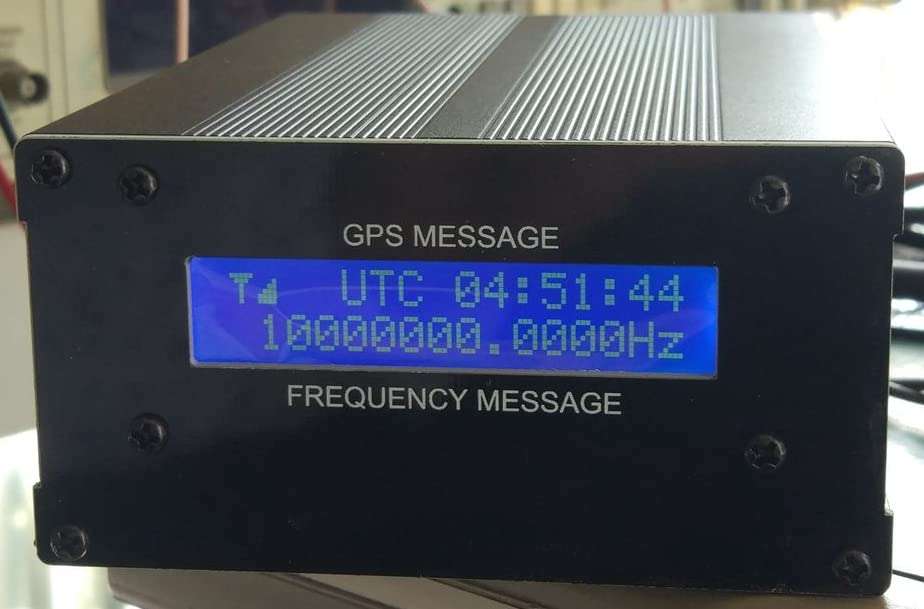 GPS MESSAGE
UTC 04:51:44
10000000.0000Hz
FREQUENCY MESSAGE